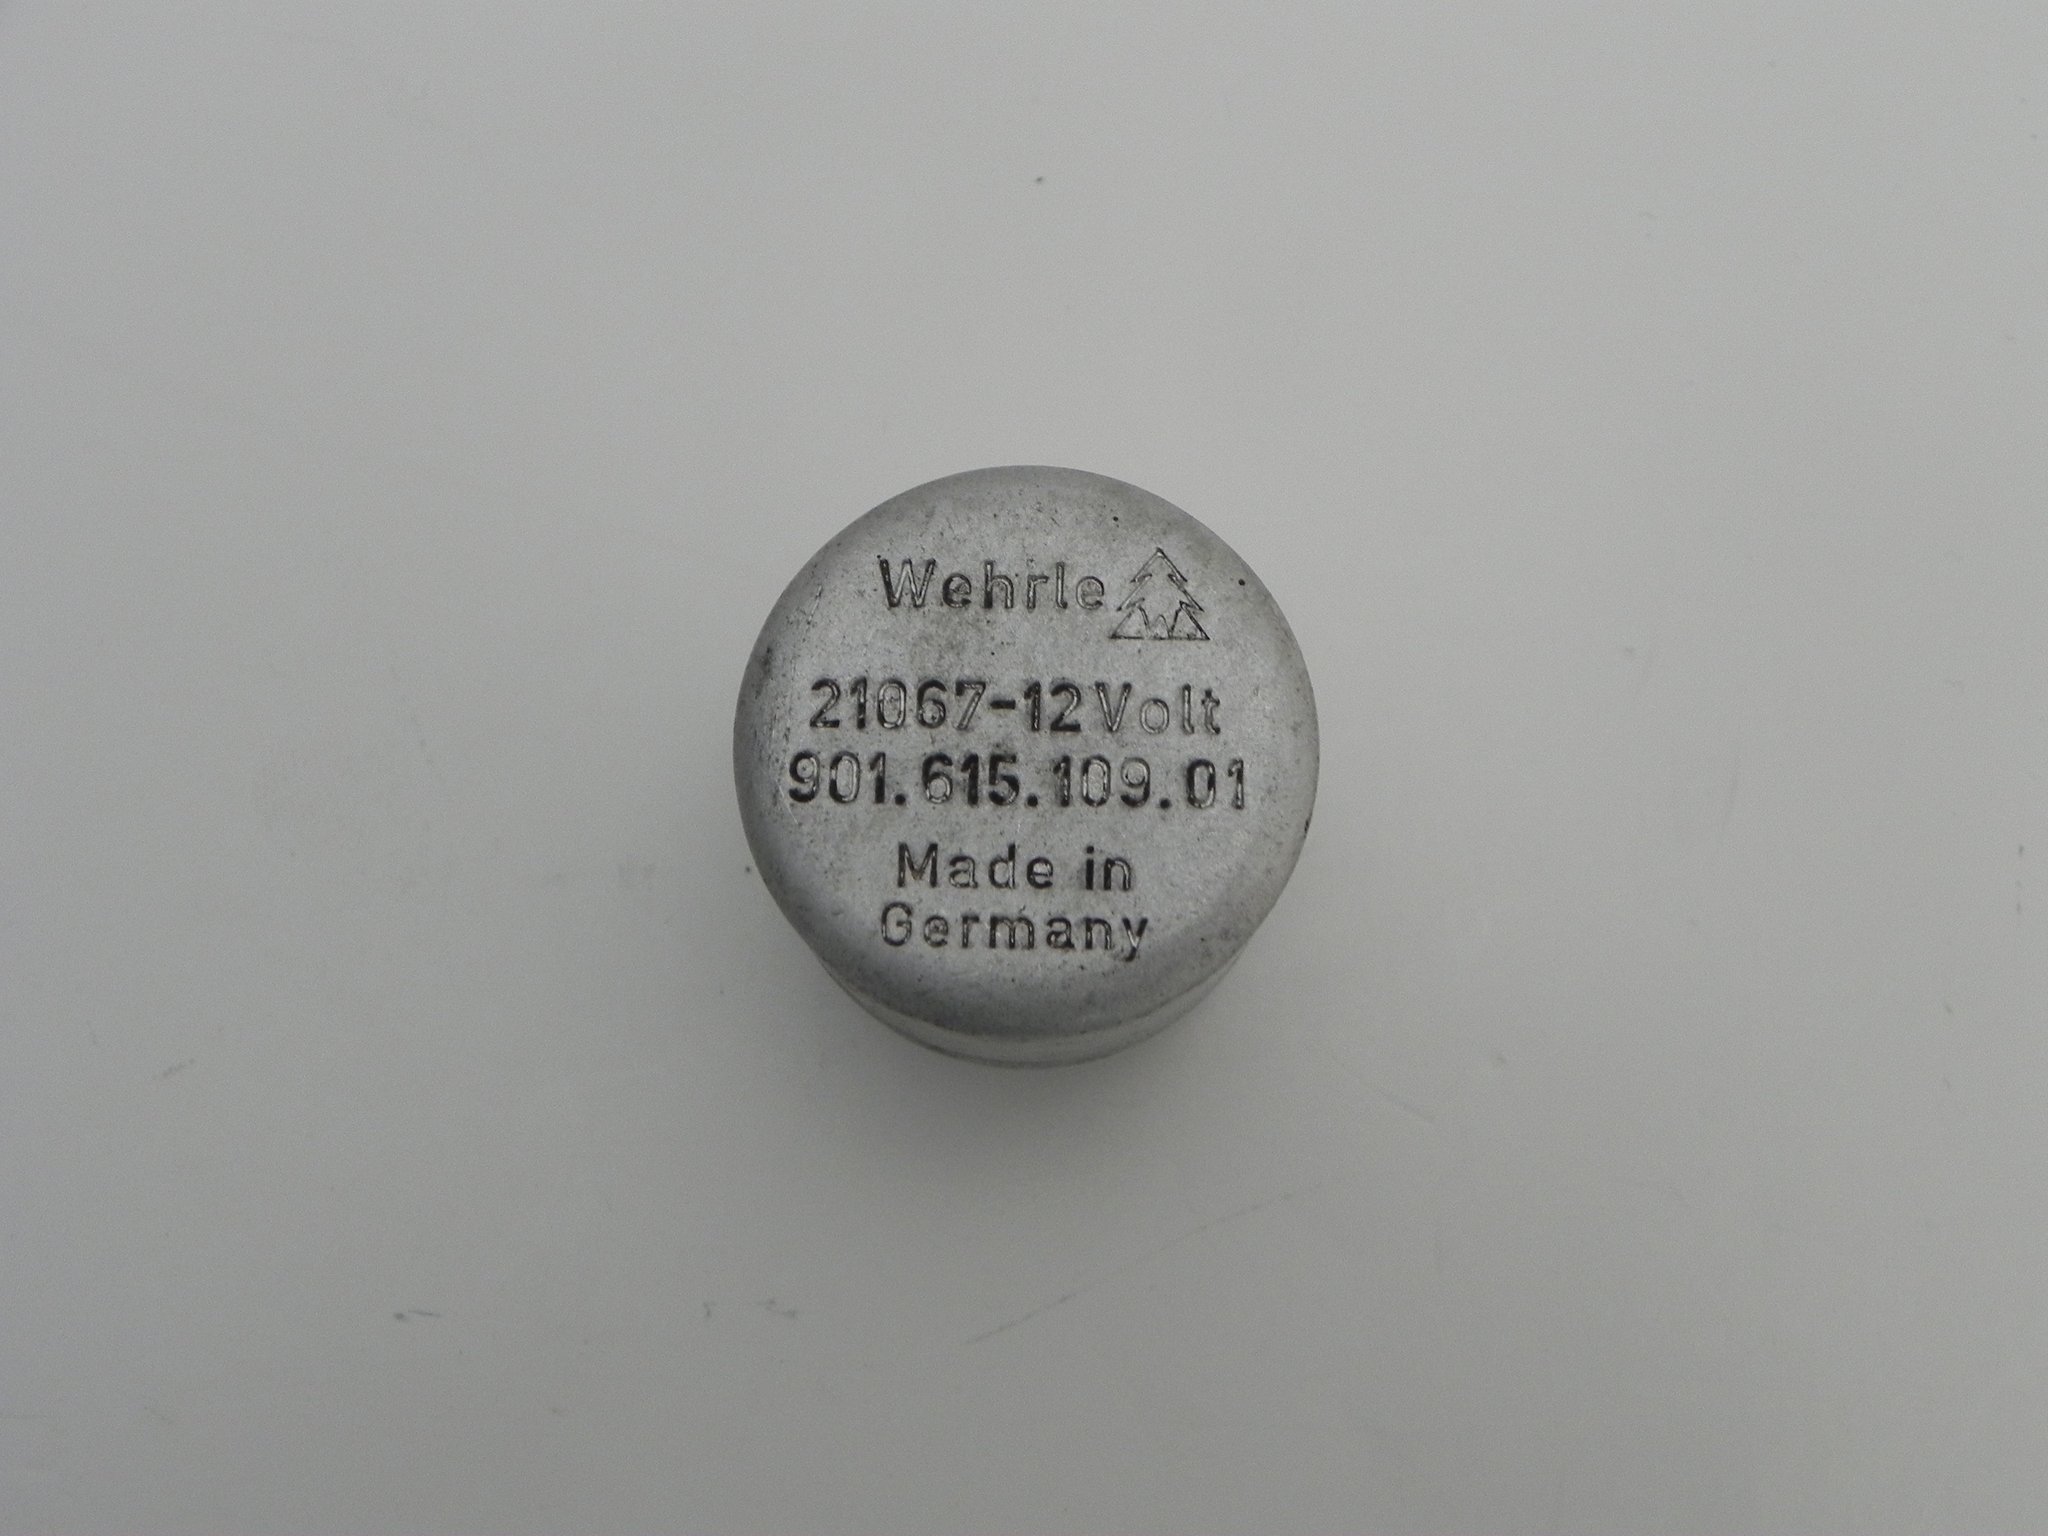 Wehrle
21067-12Volt
901.615.109.01
Made in
Germany